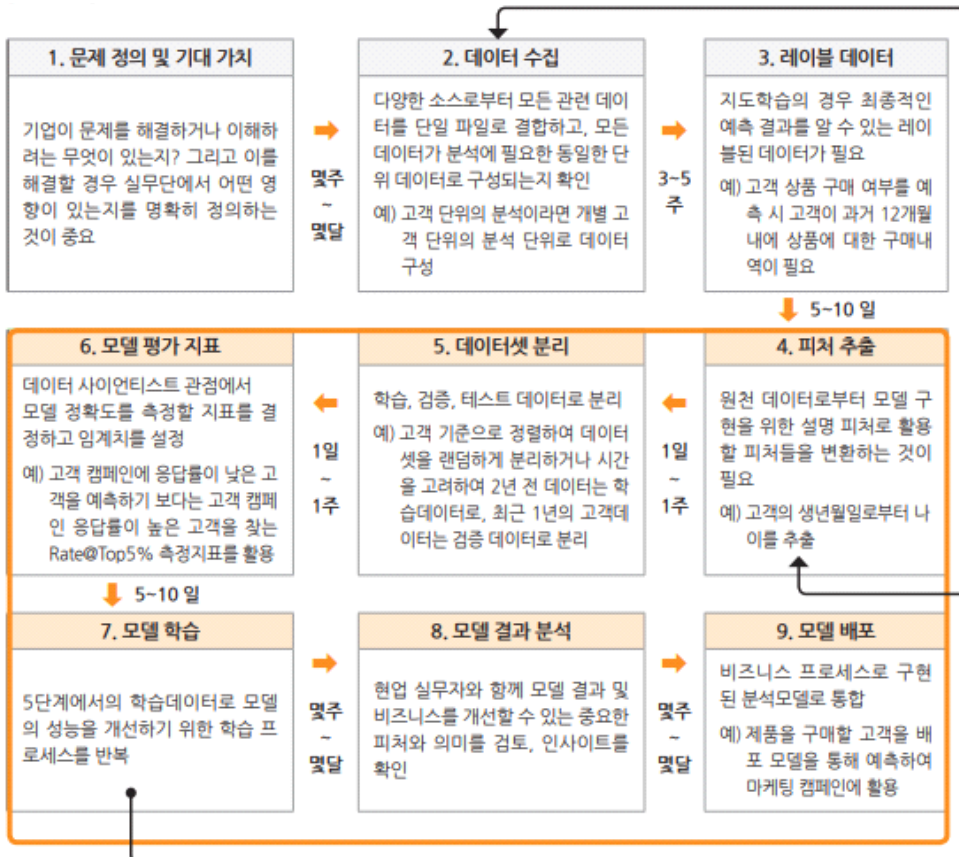 1. 문제 정의 및 기대 가치
기업이 문제를 해결하거나 이해하
려는 무엇이 있는지? 그리고 이를
해결할 경우 실무단에서 어떤 영
향이 있는지를 명확히 정의하는
것이 중요
몇주
~
몇달
2. 데이터 수집
다양한 소스로부터 모든 관련 데이
터를 단일 파일로 결합하고, 모든
데이터가 분석에 필요한 동일한 단
위 데이터로 구성되는지 확인
예) 고객 단위의 분석이라면 개별 고
객 단위의 분석 단위로 데이터
구성
3~5
주
3. 레이블 데이터
지도학습의 경우 최종적인
예측 결과를 알 수 있는 레이
블된 데이터가 필요
예) 고객 상품 구매 여부를 예
측 시 고객이 과거 12개월
내에 상품에 대한 구매내
역이 필요
5~10 일
4. 피처 추출
원천 데이터로부터 모델 구
현을 위한 설명 피처로 활용
할 피처들을 변환하는 것이
필요
예) 고객의 생년월일로부터 나
이를 추출
1일
~
1주
5. 데이터셋 분리
학습, 검증, 테스트 데이터로 분리
예) 고객 기준으로 정렬하여 데이터
셋을 랜덤하게 분리하거나 시간
을 고려하여 2년 전 데이터는 학
습데이터로, 최근 1년의 고객데
이터는 검증 데이터로 분리
1일
~
1주
6. 모델 평가 지표
데이터 사이언티스트 관점에서
모델 정확도를 측정할 지표를 결
정하고 임계치를 설정
예) 고객 캠페인에 응답률이 낮은 고
객을 예측하기 보다는 고객 캠페
인 응답률이 높은 고객을 찾는
Rate@Top5% 측정지표를 활용
5~10 일
7. 모델 학습
5단계에서의 학습데이터로 모델
의 성능을 개선하기 위한 학습 프
로세스를 반복
몇주
~
몇달
8. 모델 결과 분석
현업 실무자와 함께 모델 결과 및
비즈니스를 개선할 수 있는 중요한
피처와 의미를 검토, 인사이트를
확인
몇주
~
몇달
9. 모델 배포
비즈니스 프로세스로 구현
된 분석모델로 통합
예) 제품을 구매할 고객을 배
포 모델을 통해 예측하여
마케팅 캠페인에 활용